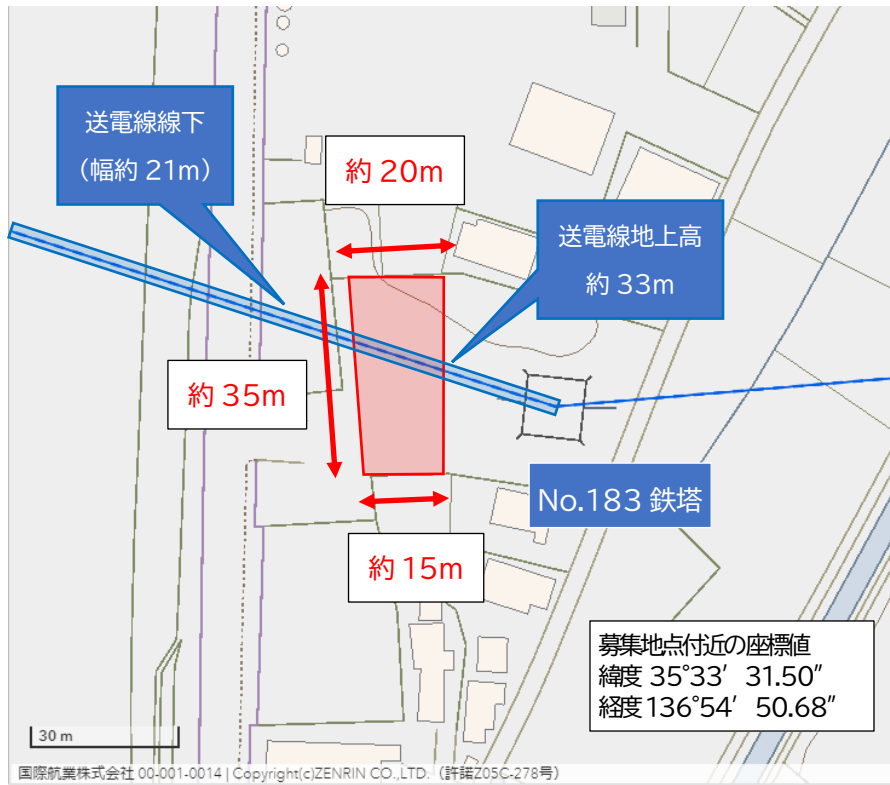 送電線線下
（幅約 21m）
約 20m
送電線地上高
約 33m
約 35m
No.183 鉄塔
約 15m
募集地点付近の座標値
緯度 35°33′ 31.50″
経度 136°54′ 50.68″
30 m
国際航業株式会社 00-001-0014 | Copyright(c)ZENRIN CO.,LTD.（許諾Z05C-278号）